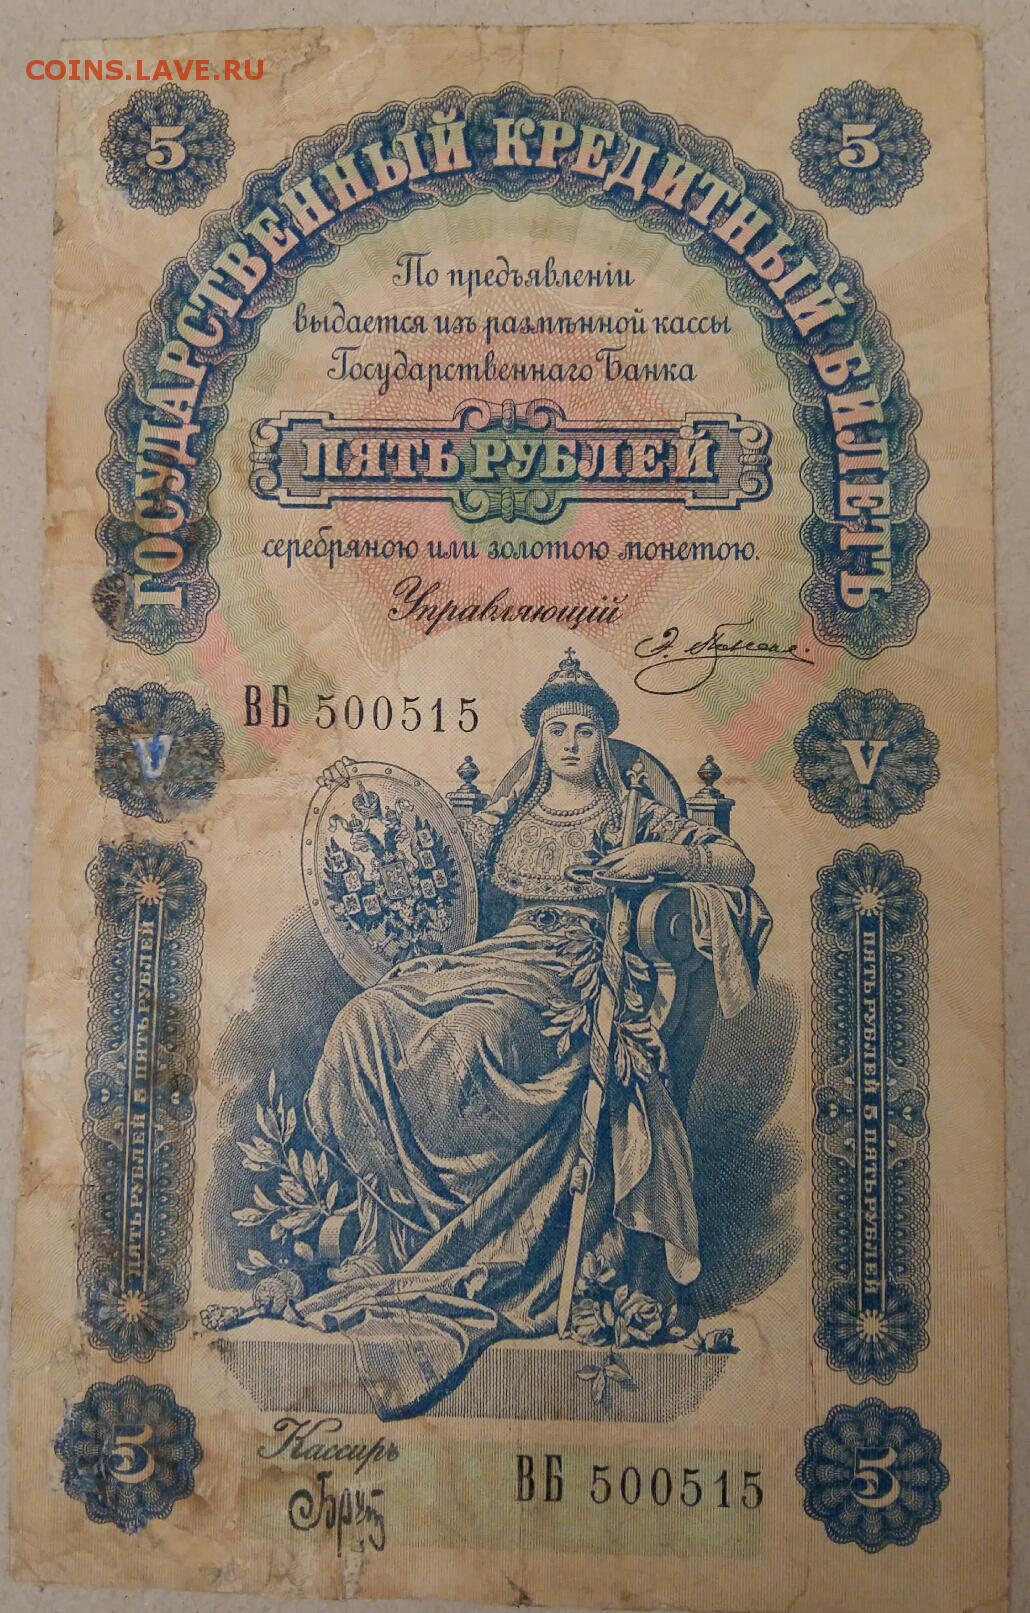 COINS.LAVE.RU
5 5
ГОСУДАРСТВЕННЫЙ КРЕДИТНЫЙ БИЛЕТЪ
По предъявленіи
выдается изъ размѣнной кассы
Государственнаго Банка
ПЯТЬ РУБЛЕЙ
серебряною или золотою монетою.
Управляющій
ВБ 500515
V V
ПЯТЬ РУБЛЕЙ 5 ПЯТЬ РУБЛЕЙ
ПЯТЬ РУБЛЕЙ 5 ПЯТЬ РУБЛЕЙ
Кассиръ
ВБ 500515
5 5